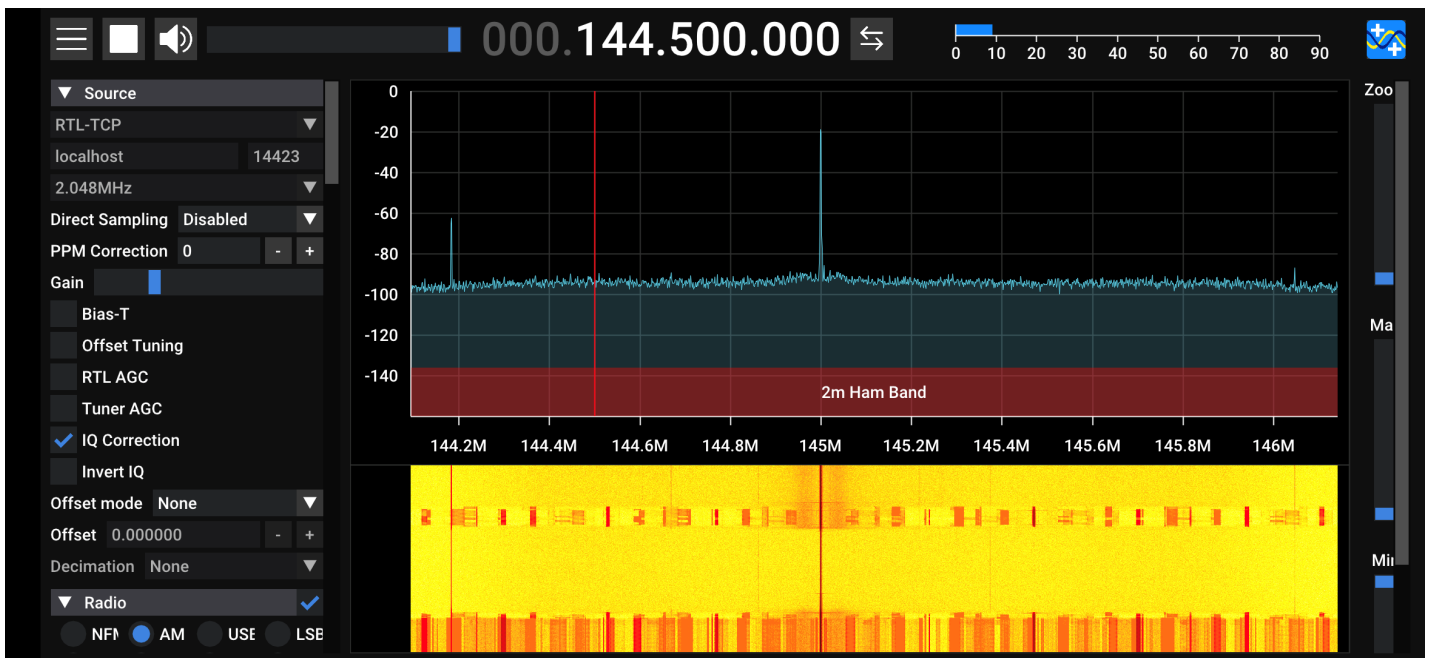 000.144.500.000
0 10 20 30 40 50 60 70 80 90
Source
RTL-TCP
localhost 14423
2.048MHz
Direct Sampling Disabled
PPM Correction 0 - +
Gain
Bias-T
Offset Tuning
RTL AGC
Tuner AGC
IQ Correction
Invert IQ
Offset mode None
Offset 0.000000 - +
Decimation None
Radio
NFM AM USB LSB
0
-20
-40
-60
-80
-100
-120
-140
2m Ham Band
144.2M 144.4M 144.6M 144.8M 145M 145.2M 145.4M 145.6M 145.8M 146M
Zoo
Ma
Mi